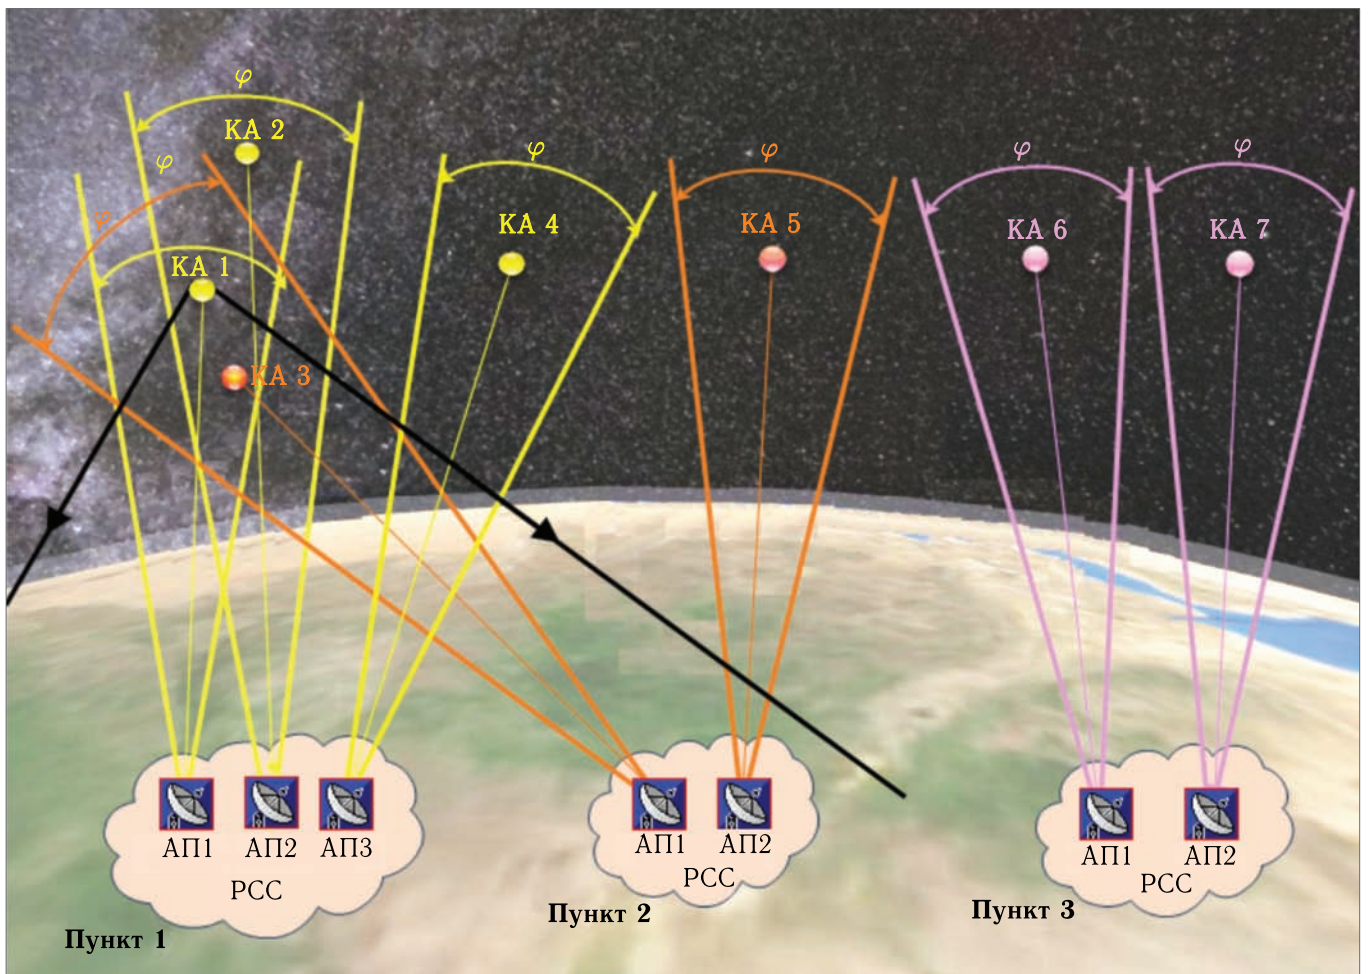 φ
КА 2
φ
φ
φ
φ
φ
φ
КА 1
КА 4
КА 5
КА 6
КА 7
КА 3
АП1
АП2
АП3
РСС
Пункт 1
АП1
АП2
РСС
Пункт 2
АП1
АП2
РСС
Пункт 3